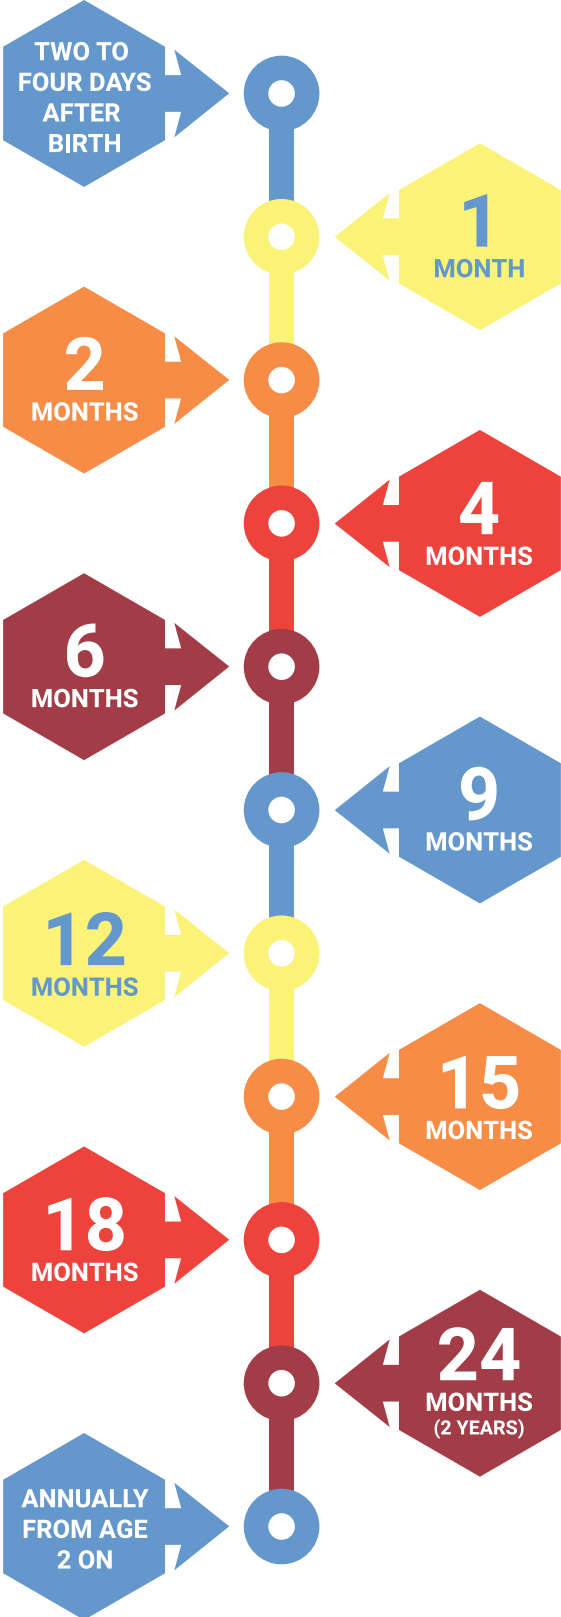 TWO TO
FOUR DAYS
AFTER
BIRTH
1
MONTH
2
MONTHS
4
MONTHS
6
MONTHS
9
MONTHS
12
MONTHS
15
MONTHS
18
MONTHS
24
MONTHS
(2 YEARS)
ANNUALLY
FROM AGE
2 ON